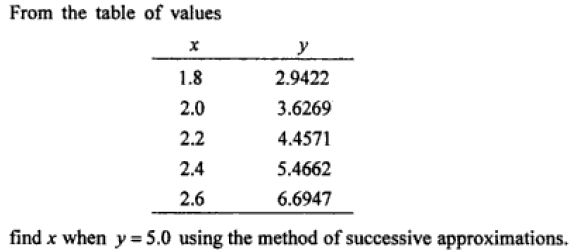 From the table of values
x y
1.8 2.9422
2.0 3.6269
2.2 4.4571
2.4 5.4662
2.6 6.6947
find x when y = 5.0 using the method of successive approximations.